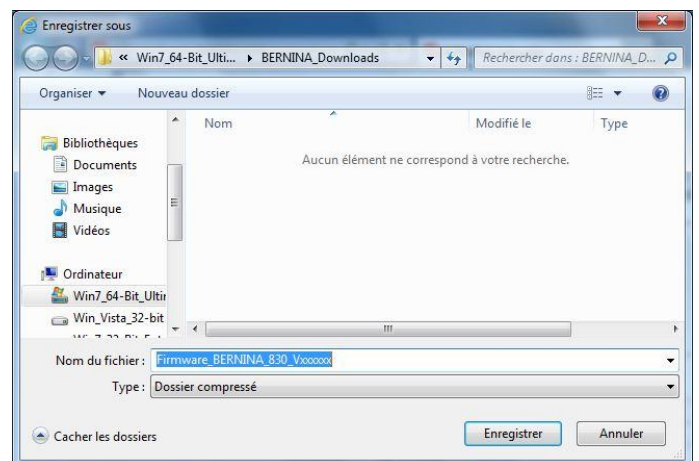 Enregistrer sous
« Win7_64-Bit_Ulti... ▸ BERNINA_Downloads
Rechercher dans : BERNINA_D...
Organiser
Nouveau dossier
Nom
Modifié le
Type
Bibliothèques
Documents
Images
Musique
Vidéos
Aucun élément ne correspond à votre recherche.
Ordinateur
Win7_64-Bit_Ultir
Win_Vista_32-bit
Nom du fichier : Firmware_BERNINA_830_Vxxxxxx
Type : Dossier compressé
Cacher les dossiers
Enregistrer
Annuler